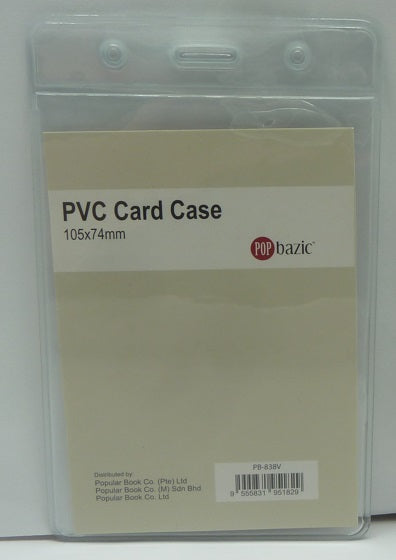 PVC Card Case
105x74mm
POP bazic™
Distributed by:
Popular Book Co. (Pte) Ltd
Popular Book Co. (M) Sdn Bhd
Popular Book Co. Ltd
PB-838V
9 555831 951829